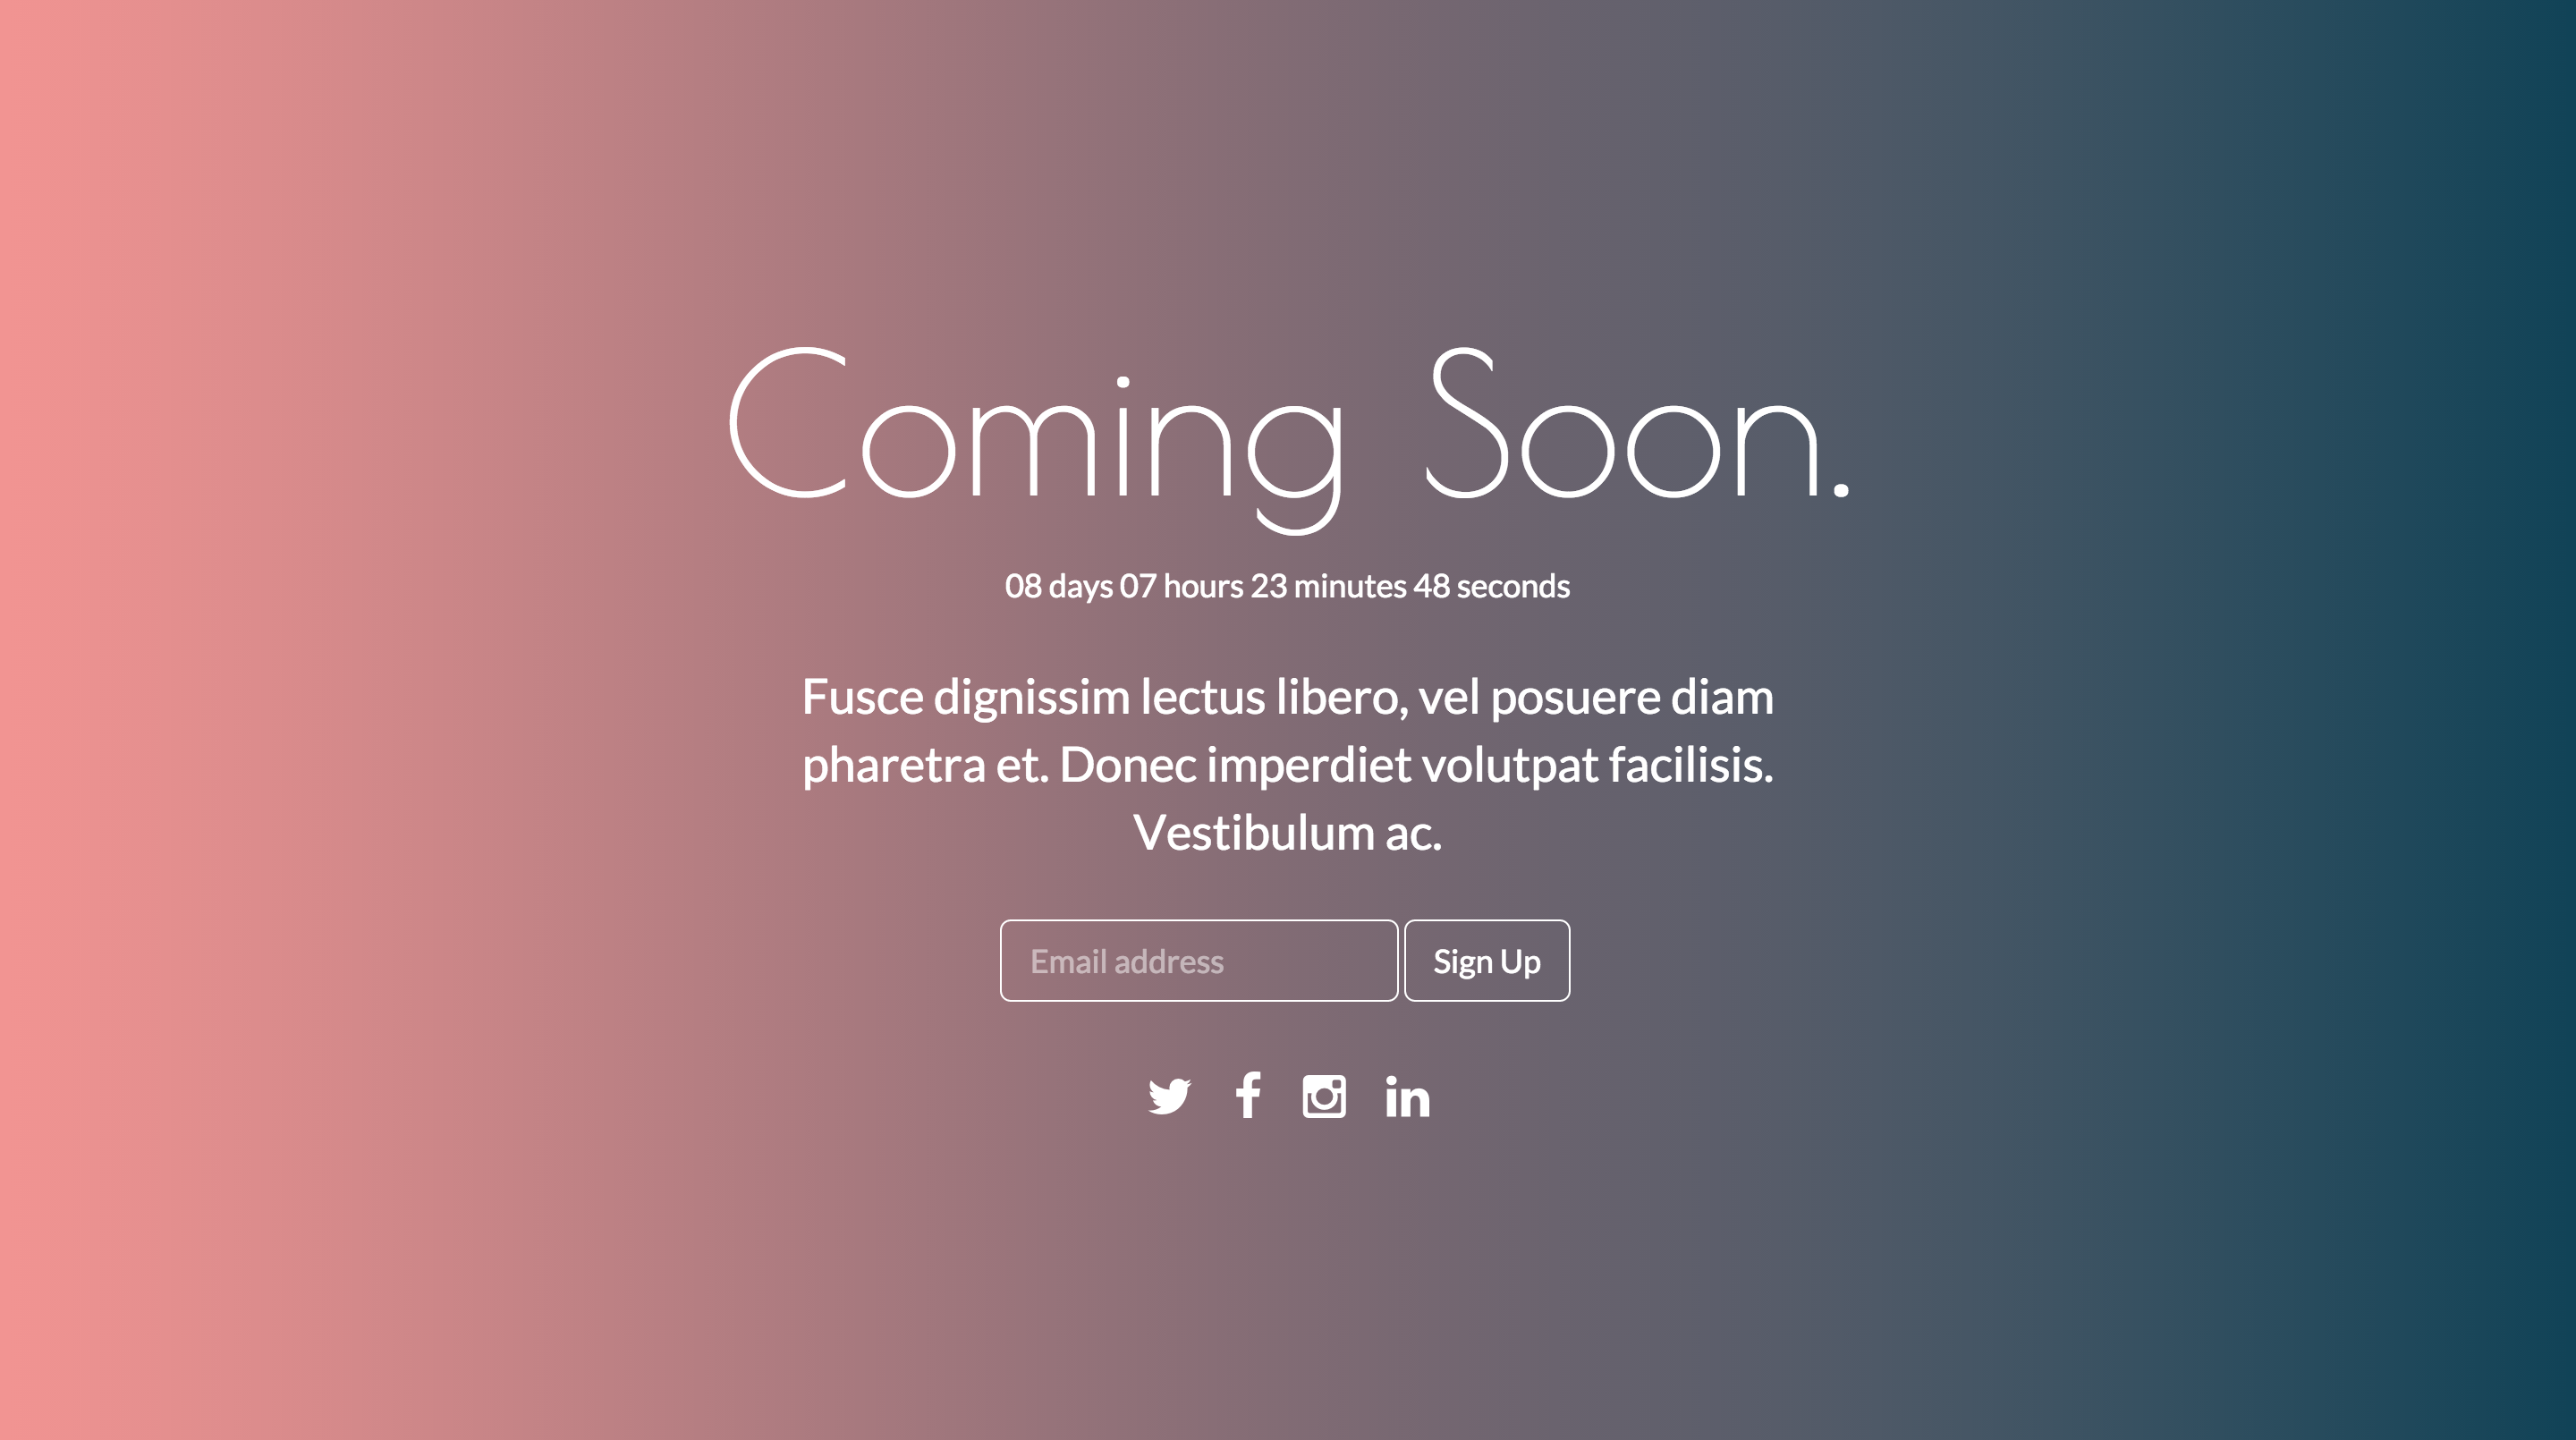 Coming Soon.
08 days 07 hours 23 minutes 48 seconds
Fusce dignissim lectus libero, vel posuere diam
pharetra et. Donec imperdiet volutpat facilisis.
Vestibulum ac.
Email address
Sign Up